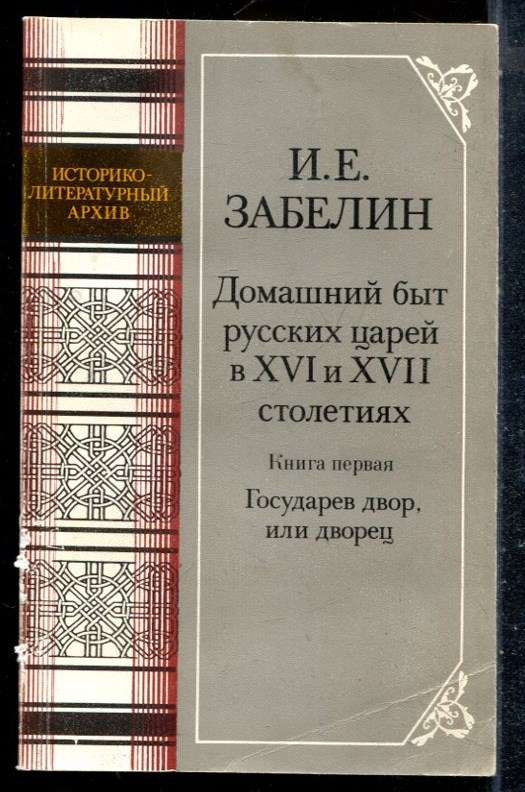 ИСТОРИКО-
ЛИТЕРАТУРНЫЙ
АРХИВ
И.Е.
ЗАБЕЛИН
Домашний быт
русских царей
в XVI и XVII
столетиях
Книга первая
Государев двор,
или дворец